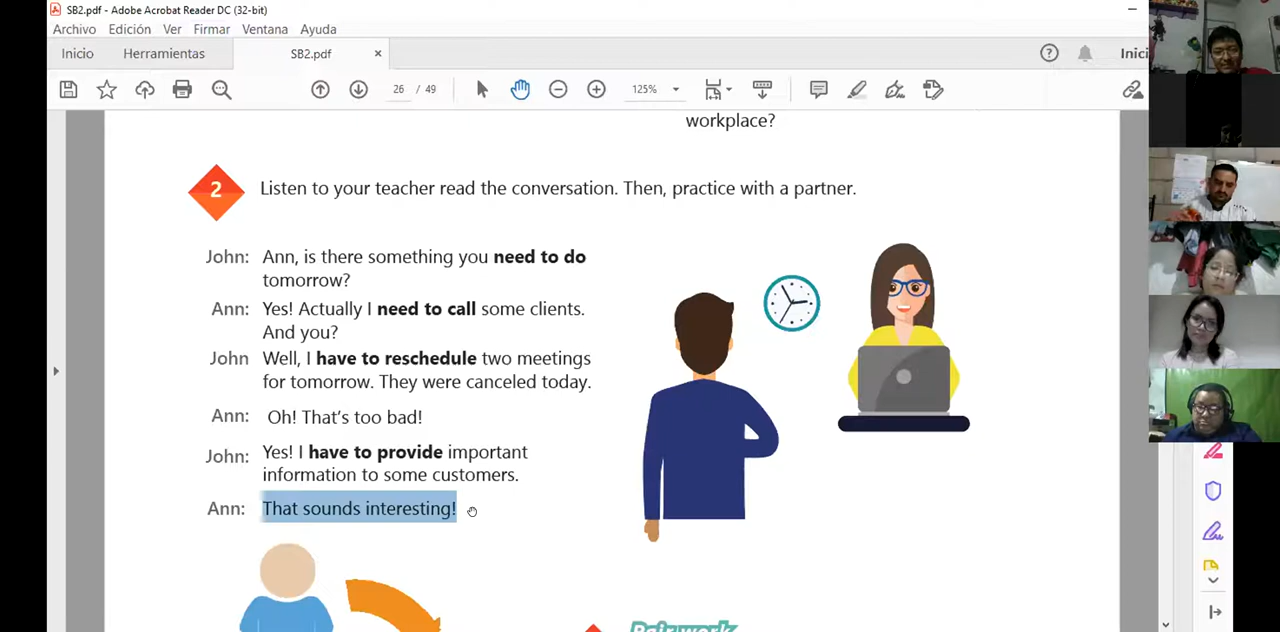 SB2.pdf - Adobe Acrobat Reader DC (32-bit)
Archivo Edición Ver Firmar Ventana Ayuda
Inicio Herramientas SB2.pdf × ? Inici
26 / 49 125%
workplace?
2 Listen to your teacher read the conversation. Then, practice with a partner.
John: Ann, is there something you need to do
tomorrow?
Ann: Yes! Actually I need to call some clients.
And you?
John Well, I have to reschedule two meetings
for tomorrow. They were canceled today.
Ann: Oh! That's too bad!
John: Yes! I have to provide important
information to some customers.
Ann: That sounds interesting!
Pair work